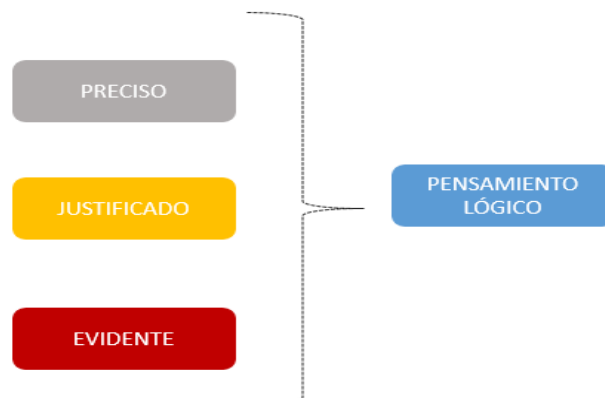 PRECISO
JUSTIFICADO
PENSAMIENTO
LÓGICO
EVIDENTE